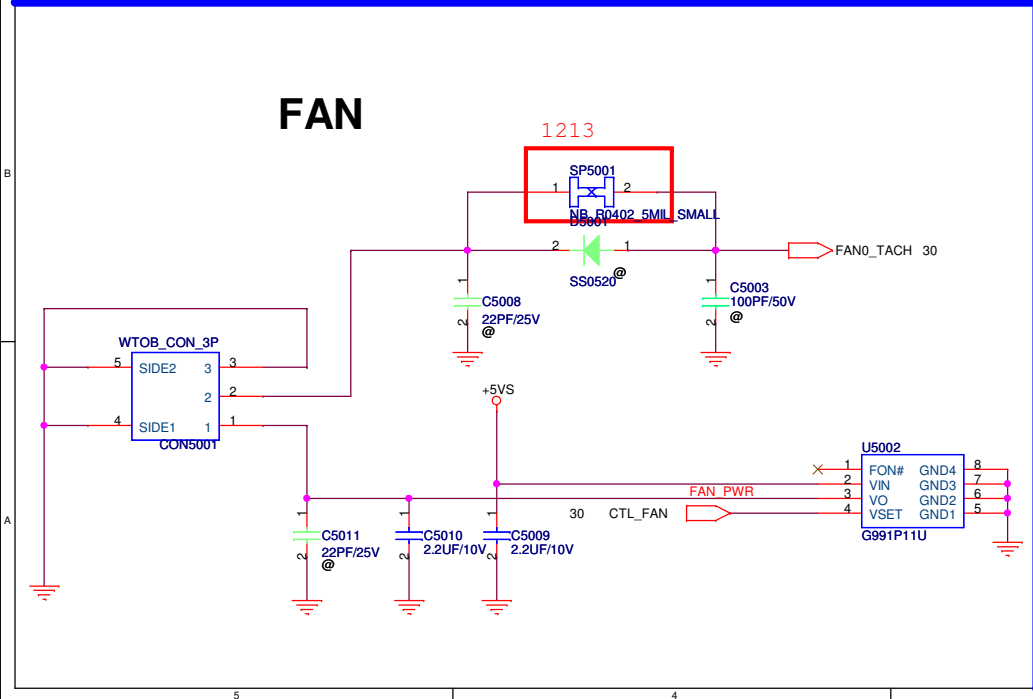 FAN
1213
B
SP5001
1
2
NB_R0402_5MIL_SMALL
D5001
2
1
FAN0_TACH 30
SS0520
@
1
C5008
22PF/25V
2
@
1
C5003
100PF/50V
2
@
WTOB_CON_3P
5 SIDE2 3 3
2 2
4 SIDE1 1 1
CON5001
+5VS
U5002
1 FON# GND4 8
2 VIN GND3 7
FAN_PWR 3 VO GND2 6
30 CTL_FAN 4 VSET GND1 5
G991P11U
A
1
C5011
22PF/25V
2
@
1
C5010
2.2UF/10V
2
1
C5009
2.2UF/10V
2
5
4